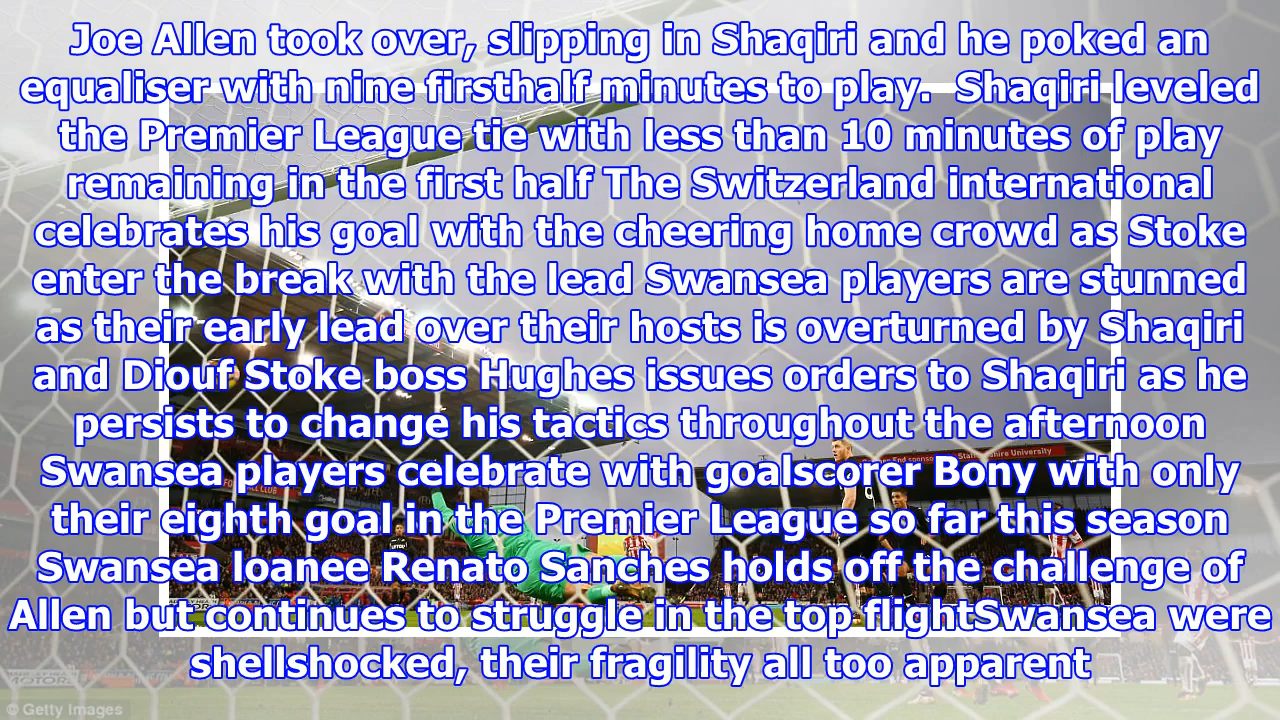 Joe Allen took over, slipping in Shaqiri and he poked an
equaliser with nine firsthalf minutes to play.  Shaqiri leveled
the Premier League tie with less than 10 minutes of play
remaining in the first half The Switzerland international
celebrates his goal with the cheering home crowd as Stoke
enter the break with the lead Swansea players are stunned
as their early lead over their hosts is overturned by Shaqiri
and Diouf Stoke boss Hughes issues orders to Shaqiri as he
persists to change his tactics throughout the afternoon
Swansea players celebrate with goalscorer Bony with only
their eighth goal in the Premier League so far this season
Swansea loanee Renato Sanches holds off the challenge of
Allen but continues to struggle in the top flightSwansea were
shellshocked, their fragility all too apparent
© Getty Images